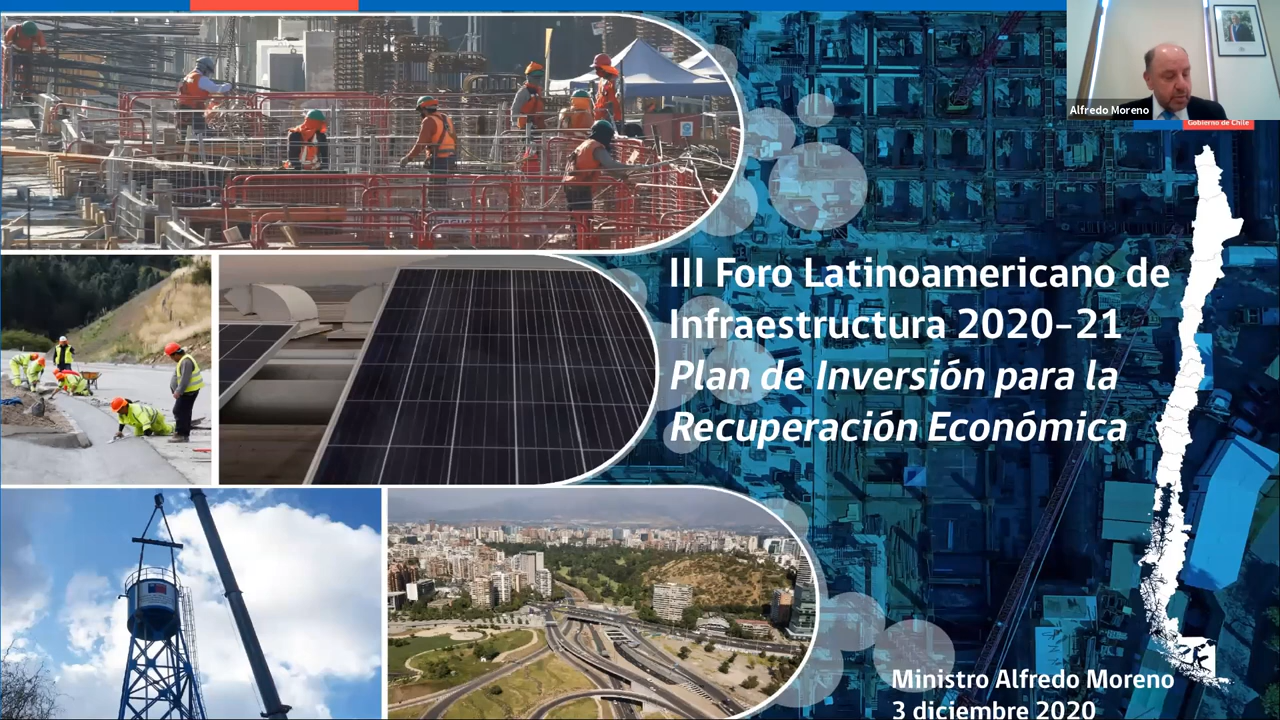 Alfredo Moreno
Gobierno de Chile
III Foro Latinoamericano de
Infraestructura 2020-21
Plan de Inversión para la
Recuperación Económica
Ministro Alfredo Moreno
3 diciembre 2020